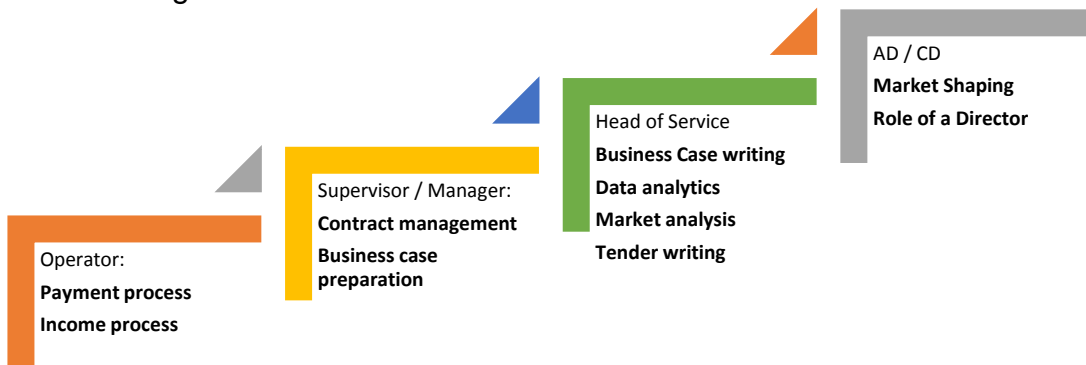 Operator:
Payment process
Income process
Supervisor / Manager:
Contract management
Business case
preparation
Head of Service
Business Case writing
Data analytics
Market analysis
Tender writing
AD / CD
Market Shaping
Role of a Director